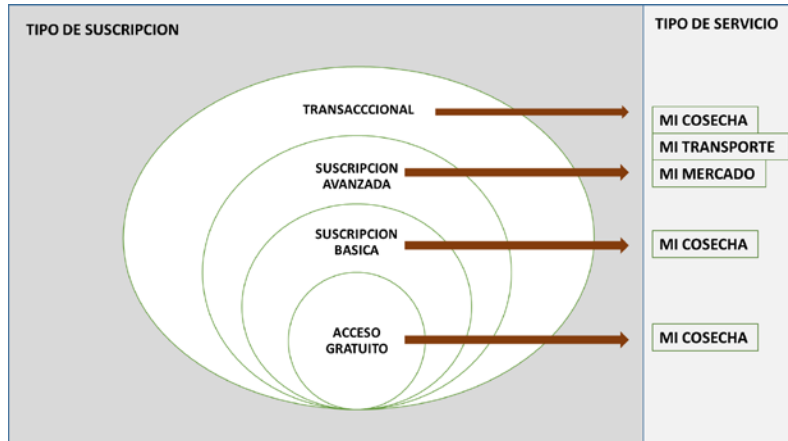 TIPO DE SUSCRIPCION
TIPO DE SERVICIO
TRANSACCCIONAL
MI COSECHA
MI TRANSPORTE
SUSCRIPCION
AVANZADA
MI MERCADO
SUSCRIPCION
BASICA
MI COSECHA
ACCESO
GRATUITO
MI COSECHA